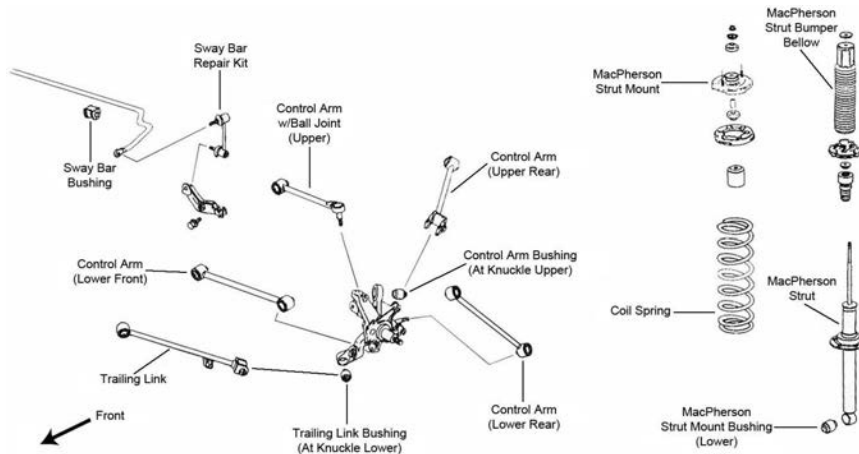 Sway Bar
Repair Kit
Sway Bar
Bushing
Control Arm
w/Ball Joint
(Upper)
Control Arm
(Upper Rear)
Control Arm Bushing
(At Knuckle Upper)
Control Arm
(Lower Front)
Trailing Link
Front
Trailing Link Bushing
(At Knuckle Lower)
Control Arm
(Lower Rear)
MacPherson
Strut Mount
MacPherson
Strut Bumper
Bellow
Coil Spring
MacPherson
Strut
MacPherson
Strut Mount Bushing
(Lower)